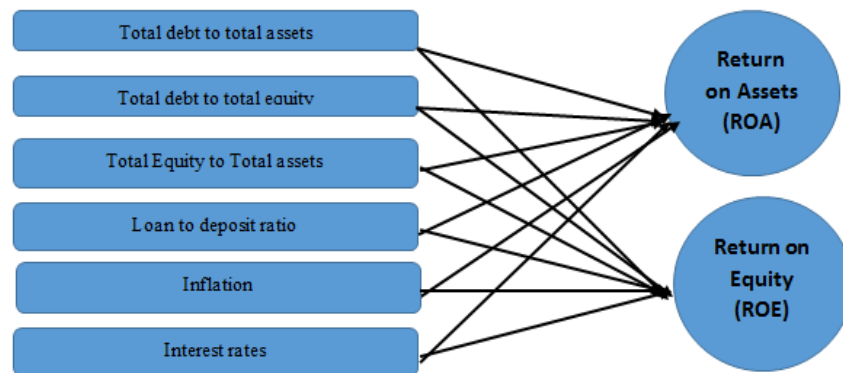 Total debt to total assets
Total debt to total equity
Total Equity to Total assets
Loan to deposit ratio
Inflation
Interest rates
Return
on Assets
(ROA)
Return on
Equity
(ROE)